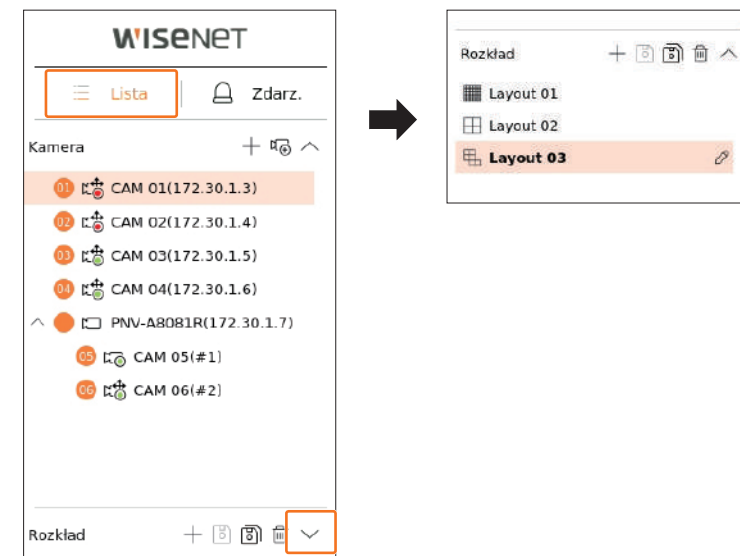 WISENET
Lista
Zdarz.
Kamera
01 CAM 01(172.30.1.3)
02 CAM 02(172.30.1.4)
03 CAM 03(172.30.1.5)
04 CAM 04(172.30.1.6)
PNV-A8081R(172.30.1.7)
05 CAM 05(#1)
06 CAM 06(#2)
Rozkład
Rozkład
Layout 01
Layout 02
Layout 03